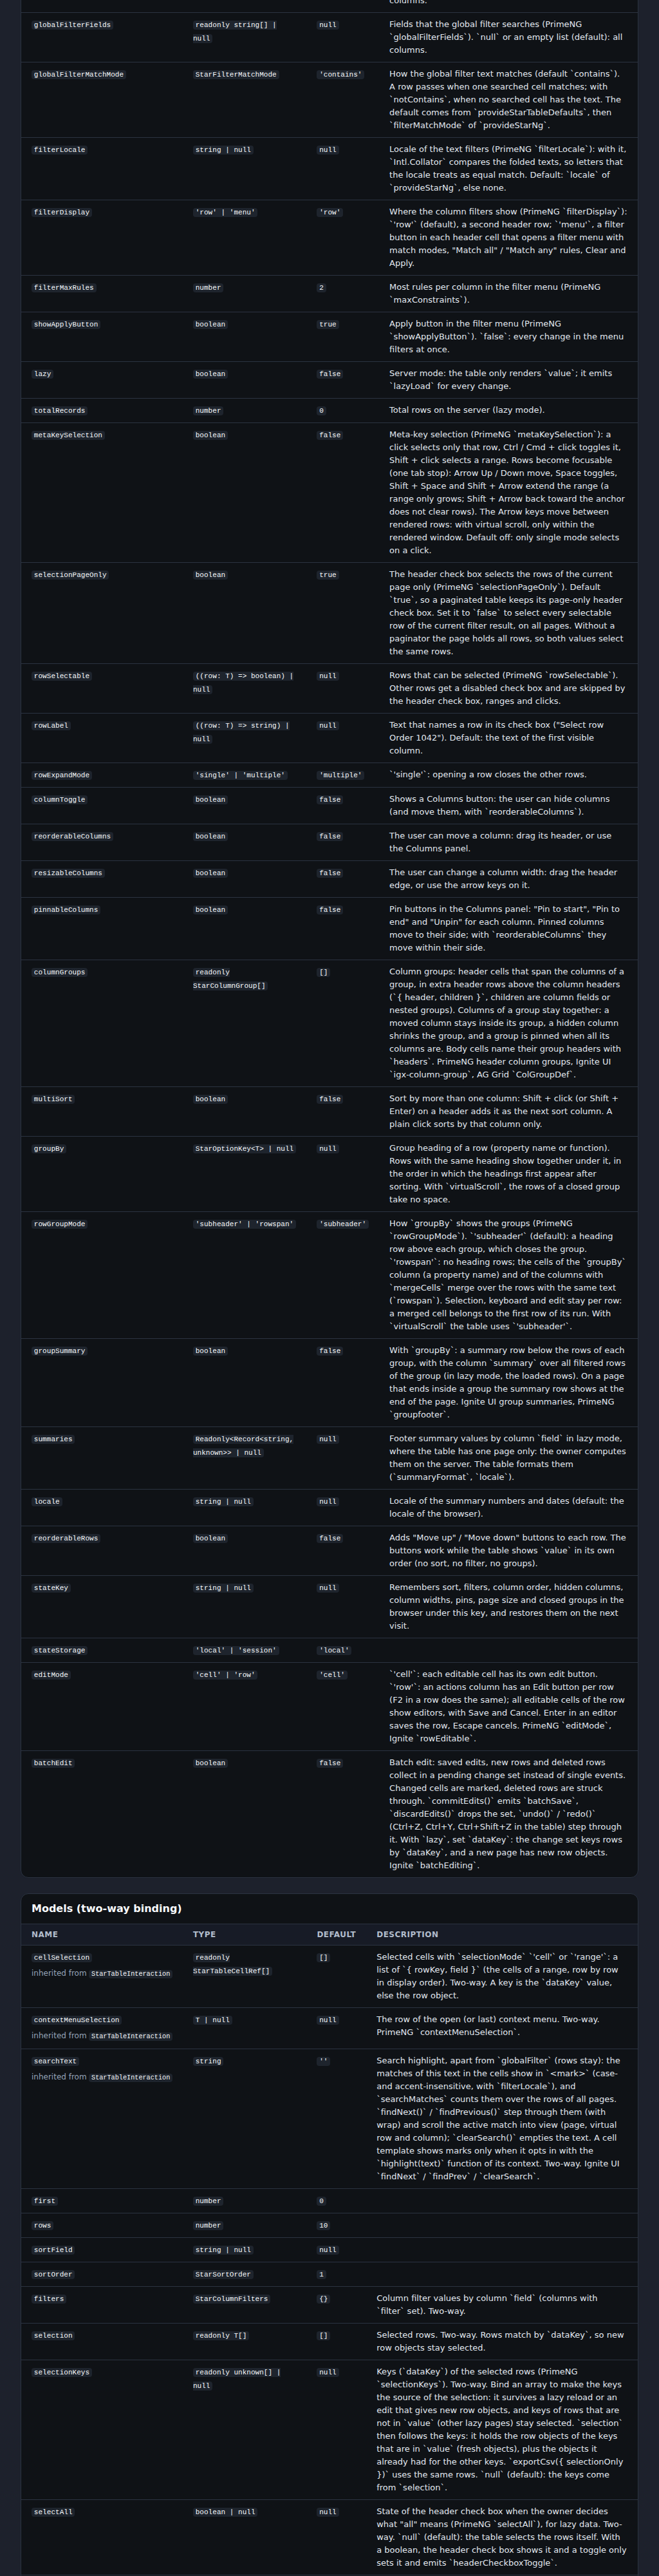 columns.
globalFilterFields readonly string[] | null null Fields that the global filter searches (PrimeNG
`globalFilterFields`). `null` or an empty list (default): all
columns.
globalFilterMatchMode StarFilterMatchMode 'contains' How the global filter text matches (default `contains`).
A row passes when one searched cell matches; with
`notContains`, when no searched cell has the text. The
default comes from `provideStarTableDefaults`, then
`filterMatchMode` of `provideStarNg`.
filterLocale string | null null Locale of the text filters (PrimeNG `filterLocale`): with it,
`Intl.Collator` compares the folded texts, so letters that
the locale treats as equal match. Default: `locale` of
`provideStarNg`, else none.
filterDisplay 'row' | 'menu' 'row' Where the column filters show (PrimeNG `filterDisplay`):
`'row'` (default), a second header row; `'menu'`, a filter
button in each header cell that opens a filter menu with
match modes, "Match all" / "Match any" rules, Clear and
Apply.
filterMaxRules number 2 Most rules per column in the filter menu (PrimeNG
`maxConstraints`).
showApplyButton boolean true Apply button in the filter menu (PrimeNG
`showApplyButton`). `false`: every change in the menu
filters at once.
lazy boolean false Server mode: the table only renders `value`; it emits
`lazyLoad` for every change.
totalRecords number 0 Total rows on the server (lazy mode).
metaKeySelection boolean false Meta-key selection (PrimeNG `metaKeySelection`): a
click selects only that row, Ctrl / Cmd + click toggles it,
Shift + click selects a range. Rows become focusable
(one tab stop): Arrow Up / Down move, Space toggles,
Shift + Space and Shift + Arrow extend the range (a
range only grows; Shift + Arrow back toward the anchor
does not clear rows). The Arrow keys move between
rendered rows: with virtual scroll, only within the
rendered window. Default off: only single mode selects
on a click.
selectionPageOnly boolean true The header check box selects the rows of the current
page only (PrimeNG `selectionPageOnly`). Default
`true`, so a paginated table keeps its page-only header
check box. Set it to `false` to select every selectable
row of the current filter result, on all pages. Without a
paginator the page holds all rows, so both values select
the same rows.
rowSelectable ((row: T) => boolean) | null null Rows that can be selected (PrimeNG `rowSelectable`).
Other rows get a disabled check box and are skipped by
the header check box, ranges and clicks.
rowLabel ((row: T) => string) | null null Text that names a row in its check box ("Select row
Order 1042"). Default: the text of the first visible
column.
rowExpandMode 'single' | 'multiple' 'multiple' `'single'`: opening a row closes the other rows.
columnToggle boolean false Shows a Columns button: the user can hide columns
(and move them, with `reorderableColumns`).
reorderableColumns boolean false The user can move a column: drag its header, or use
the Columns panel.
resizableColumns boolean false The user can change a column width: drag the header
edge, or use the arrow keys on it.
pinnableColumns boolean false Pin buttons in the Columns panel: "Pin to start", "Pin to
end" and "Unpin" for each column. Pinned columns
move to their side; with `reorderableColumns` they
move within their side.
columnGroups readonly StarColumnGroup[] [] Column groups: header cells that span the columns of a
group, in extra header rows above the column headers
(`{ header, children }`, children are column fields or
nested groups). Columns of a group stay together: a
moved column stays inside its group, a hidden column
shrinks the group, and a group is pinned when all its
columns are. Body cells name their group headers with
`headers`. PrimeNG header column groups, Ignite UI
`igx-column-group`, AG Grid `ColGroupDef`.
multiSort boolean false Sort by more than one column: Shift + click (or Shift +
Enter) on a header adds it as the next sort column. A
plain click sorts by that column only.
groupBy StarOptionKey<T> | null null Group heading of a row (property name or function).
Rows with the same heading show together under it, in
the order in which the headings first appear after
sorting. With `virtualScroll`, the rows of a closed group
take no space.
rowGroupMode 'subheader' | 'rowspan' 'subheader' How `groupBy` shows the groups (PrimeNG
`rowGroupMode`). `'subheader'` (default): a heading
row above each group, which closes the group.
`'rowspan'`: no heading rows; the cells of the `groupBy`
column (a property name) and of the columns with
`mergeCells` merge over the rows with the same text
(`rowspan`). Selection, keyboard and edit stay per row:
a merged cell belongs to the first row of its run. With
`virtualScroll` the table uses `'subheader'`.
groupSummary boolean false With `groupBy`: a summary row below the rows of each
group, with the column `summary` over all filtered rows
of the group (in lazy mode, the loaded rows). On a page
that ends inside a group the summary row shows at the
end of the page. Ignite UI group summaries, PrimeNG
`groupfooter`.
summaries Readonly<Record<string, unknown>> | null null Footer summary values by column `field` in lazy mode,
where the table has one page only: the owner computes
them on the server. The table formats them
(`summaryFormat`, `locale`).
locale string | null null Locale of the summary numbers and dates (default: the
locale of the browser).
reorderableRows boolean false Adds "Move up" / "Move down" buttons to each row. The
buttons work while the table shows `value` in its own
order (no sort, no filter, no groups).
stateKey string | null null Remembers sort, filters, column order, hidden columns,
column widths, pins, page size and closed groups in the
browser under this key, and restores them on the next
visit.
stateStorage 'local' | 'session' 'local'
editMode 'cell' | 'row' 'cell' `'cell'`: each editable cell has its own edit button.
`'row'`: an actions column has an Edit button per row
(F2 in a row does the same); all editable cells of the row
show editors, with Save and Cancel. Enter in an editor
saves the row, Escape cancels. PrimeNG `editMode`,
Ignite `rowEditable`.
batchEdit boolean false Batch edit: saved edits, new rows and deleted rows
collect in a pending change set instead of single events.
Changed cells are marked, deleted rows are struck
through. `commitEdits()` emits `batchSave`,
`discardEdits()` drops the set, `undo()` / `redo()`
(Ctrl+Z, Ctrl+Y, Ctrl+Shift+Z in the table) step through
it. With `lazy`, set `dataKey`: the change set keys rows
by `dataKey`, and a new page has new row objects.
Ignite `batchEditing`.
Models (two-way binding)
NAME TYPE DEFAULT DESCRIPTION
cellSelection readonly StarTableCellRef[] [] Selected cells with `selectionMode` `'cell'` or `'range'`: a
inherited from StarTableInteraction list of `{ rowKey, field }` (the cells of a range, row by row
in display order). Two-way. A key is the `dataKey` value,
else the row object.
contextMenuSelection T | null null The row of the open (or last) context menu. Two-way.
inherited from StarTableInteraction PrimeNG `contextMenuSelection`.
searchText string '' Search highlight, apart from `globalFilter` (rows stay): the
inherited from StarTableInteraction matches of this text in the cells show in `<mark>` (case-
and accent-insensitive, with `filterLocale`), and
`searchMatches` counts them over the rows of all pages.
`findNext()` / `findPrevious()` step through them (with
wrap) and scroll the active match into view (page, virtual
row and column); `clearSearch()` empties the text. A cell
template shows marks only when it opts in with the
`highlight(text)` function of its context. Two-way. Ignite UI
`findNext` / `findPrev` / `clearSearch`.
first number 0
rows number 10
sortField string | null null
sortOrder StarSortOrder 1
filters StarColumnFilters {} Column filter values by column `field` (columns with
`filter` set). Two-way.
selection readonly T[] [] Selected rows. Two-way. Rows match by `dataKey`, so new
row objects stay selected.
selectionKeys readonly unknown[] | null null Keys (`dataKey`) of the selected rows (PrimeNG
`selectionKeys`). Two-way. Bind an array to make the keys
the source of the selection: it survives a lazy reload or an
edit that gives new row objects, and keys of rows that are
not in `value` (other lazy pages) stay selected. `selection`
then follows the keys: it holds the row objects of the keys
that are in `value` (fresh objects), plus the objects it
already had for the other keys. `exportCsv({ selectionOnly
})` uses the same rows. `null` (default): the keys come
from `selection`.
selectAll boolean | null null State of the header check box when the owner decides
what "all" means (PrimeNG `selectAll`), for lazy data. Two-
way. `null` (default): the table selects the rows itself. With
a boolean, the header check box shows it and a toggle only
sets it and emits `headerCheckboxToggle`.